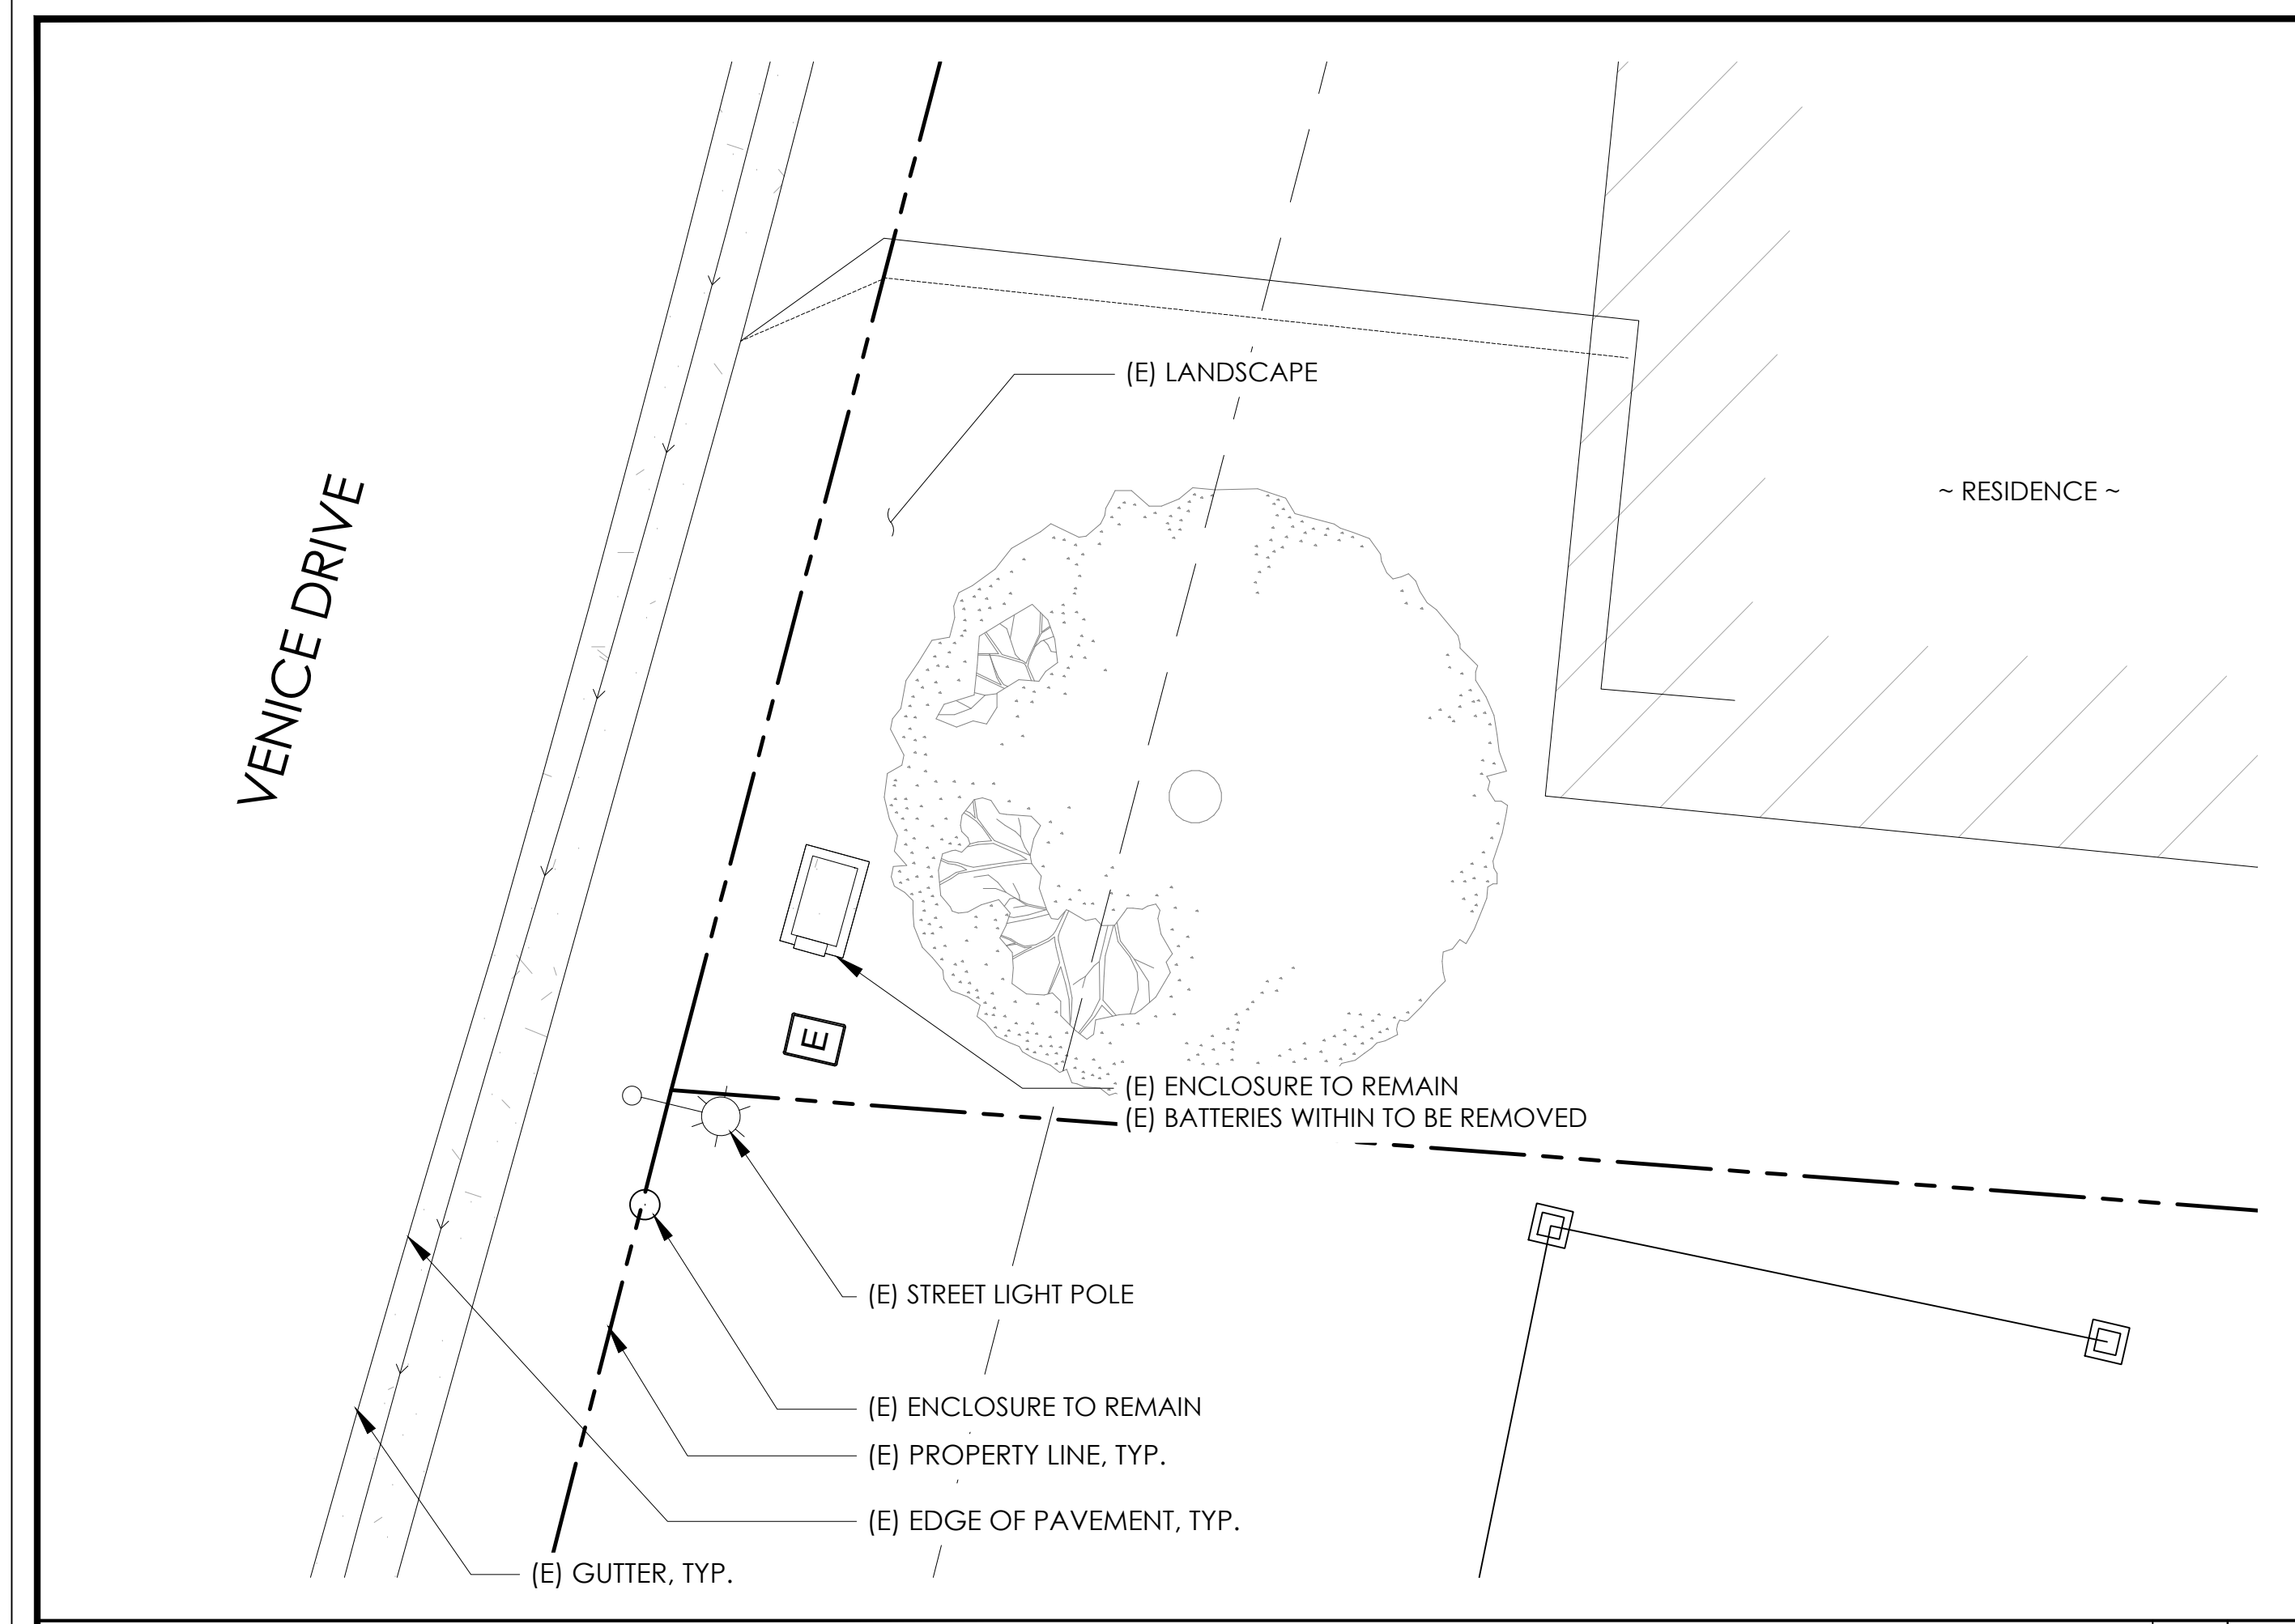 (E) LANDSCAPE
~ RESIDENCE ~
VENICE DRIVE
E
(E) ENCLOSURE TO REMAIN
(E) BATTERIES WITHIN TO BE REMOVED
(E) STREET LIGHT POLE
(E) ENCLOSURE TO REMAIN
(E) PROPERTY LINE, TYP.
(E) EDGE OF PAVEMENT, TYP.
(E) GUTTER, TYP.